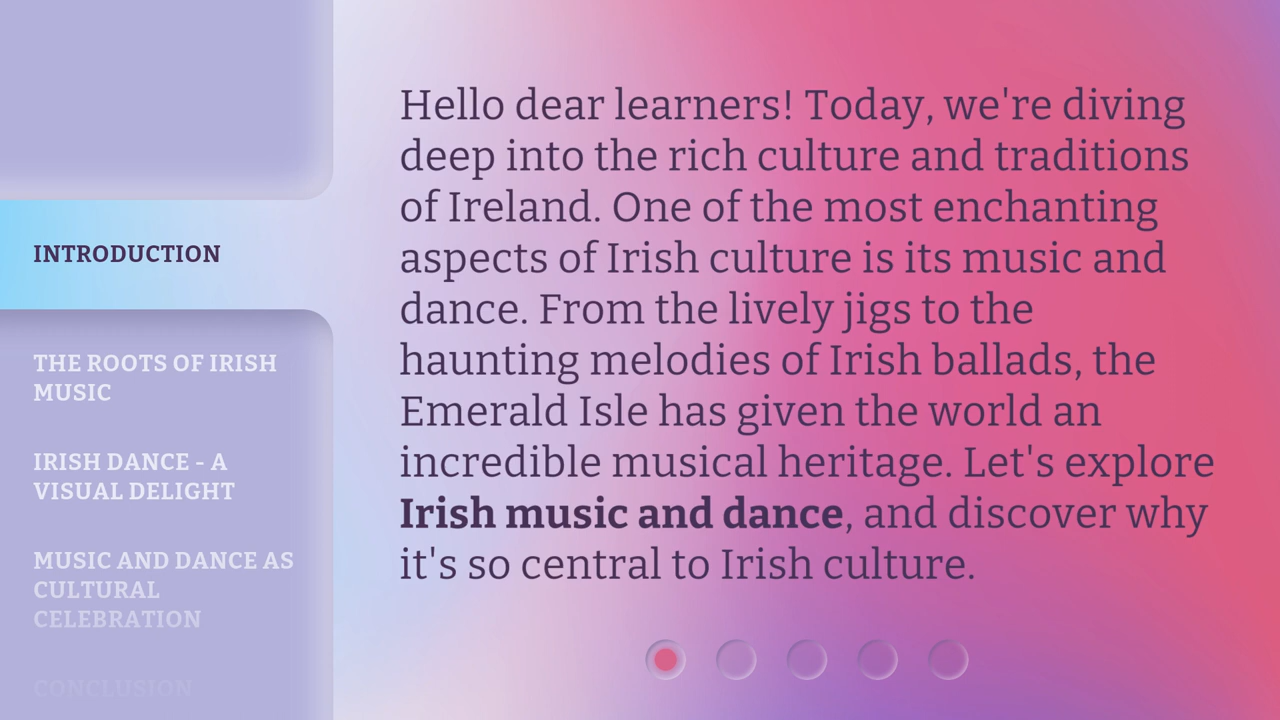 INTRODUCTION
THE ROOTS OF IRISH
MUSIC
IRISH DANCE - A
VISUAL DELIGHT
MUSIC AND DANCE AS
CULTURAL
CELEBRATION
CONCLUSION
Hello dear learners! Today, we're diving
deep into the rich culture and traditions
of Ireland. One of the most enchanting
aspects of Irish culture is its music and
dance. From the lively jigs to the
haunting melodies of Irish ballads, the
Emerald Isle has given the world an
incredible musical heritage. Let's explore
Irish music and dance, and discover why
it's so central to Irish culture.